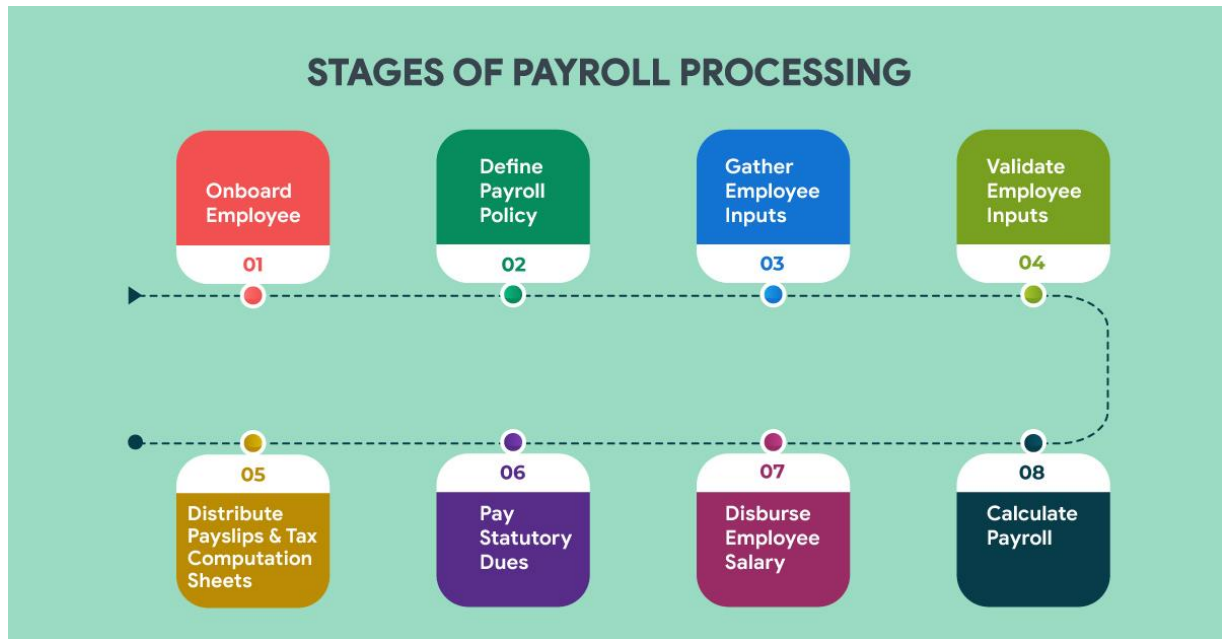 STAGES OF PAYROLL PROCESSING
Onboard
Employee
01
Define
Payroll
Policy
02
Gather
Employee
Inputs
03
Validate
Employee
Inputs
04
05
Distribute
Payslips & Tax
Computation
Sheets
06
Pay
Statutory
Dues
07
Disburse
Employee
Salary
08
Calculate
Payroll